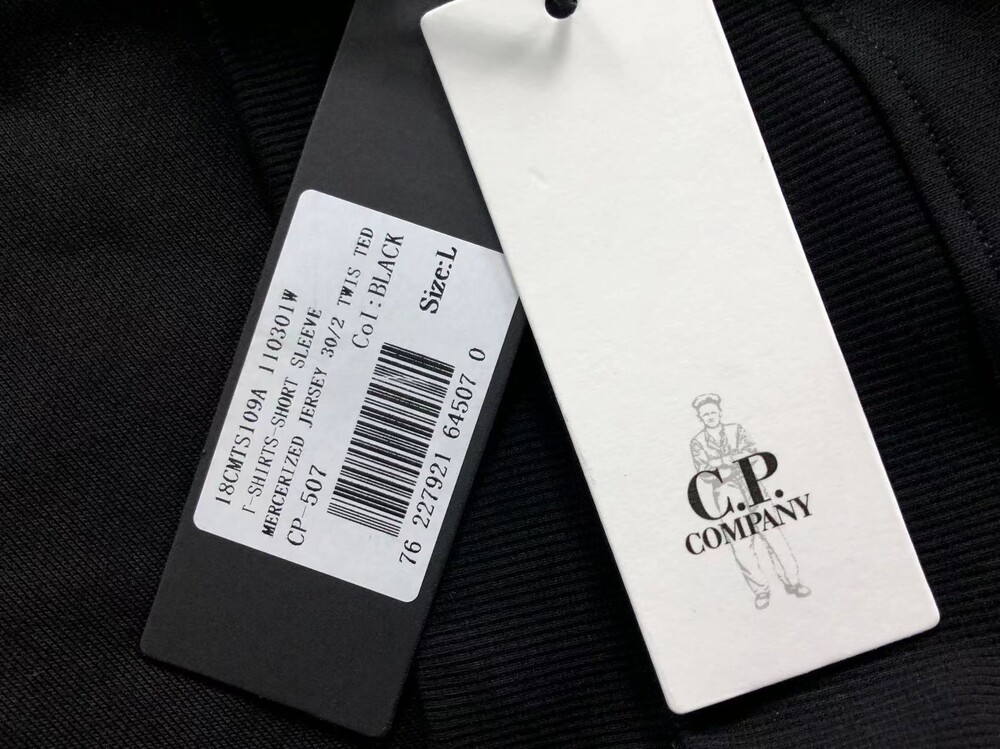 18CMTS109A 110301W
T-SHIRTS-SHORT SLEEVE
MERCERIZED JERSEY 30/2 TWIS TED
CP-507
Col:BLACK
Size:L
76 227921 64507 0
C.P.
COMPANY